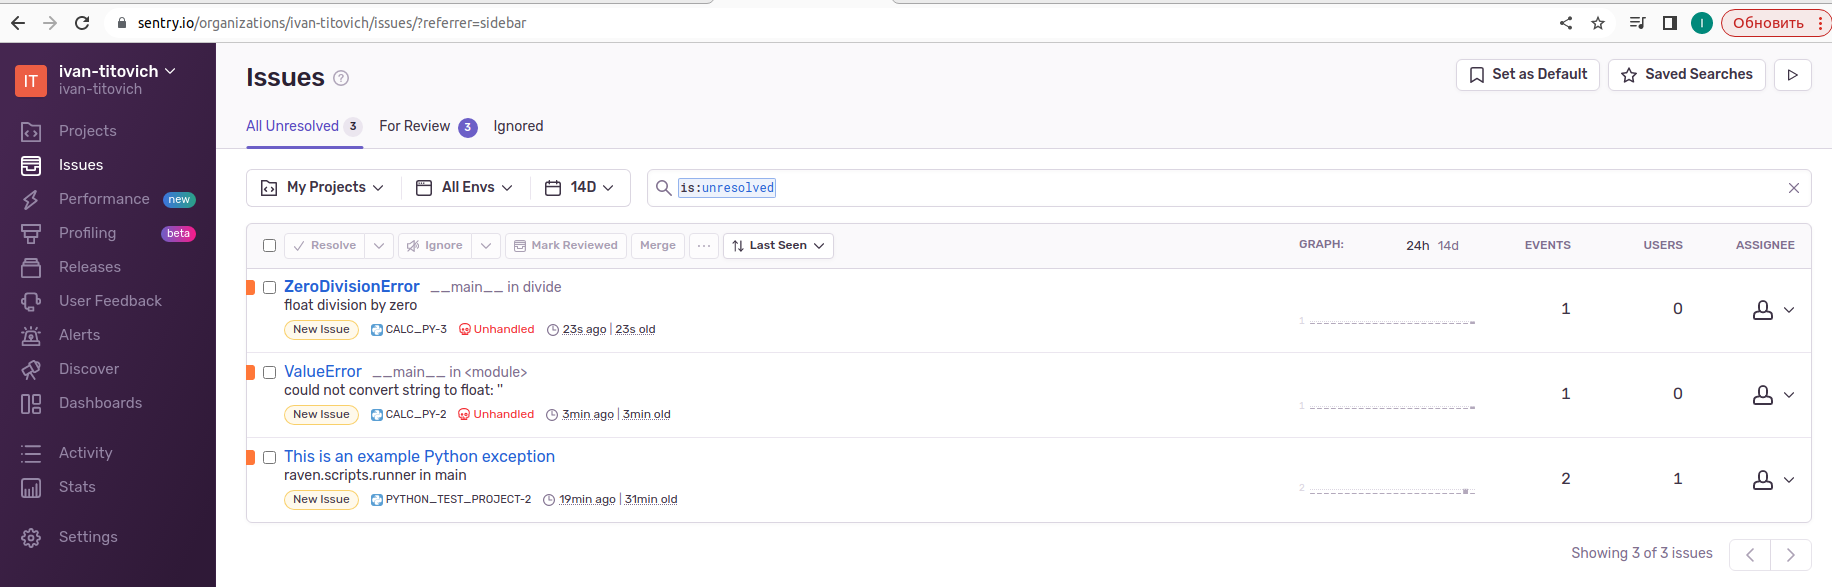 sentry.io/organizations/ivan-titovich/issues/?referrer=sidebar
I
Обновить
IT
ivan-titovich
ivan-titovich
Projects
Issues
Performance new
Profiling beta
Releases
User Feedback
Alerts
Discover
Dashboards
Activity
Stats
Settings
Issues ?
Set as Default
Saved Searches
All Unresolved 3
For Review 3
Ignored
My Projects
All Envs
14D
is:unresolved
Resolve
Ignore
Mark Reviewed
Merge
Last Seen
GRAPH: 24h 14d
EVENTS
USERS
ASSIGNEE
ZeroDivisionError __main__ in divide
float division by zero
New Issue CALC_PY-3 Unhandled 23s ago | 23s old
1
1
0
ValueError __main__ in <module>
could not convert string to float: ''
New Issue CALC_PY-2 Unhandled 3min ago | 3min old
1
1
0
This is an example Python exception
raven.scripts.runner in main
New Issue PYTHON_TEST_PROJECT-2 19min ago | 31min old
2
2
1
Showing 3 of 3 issues